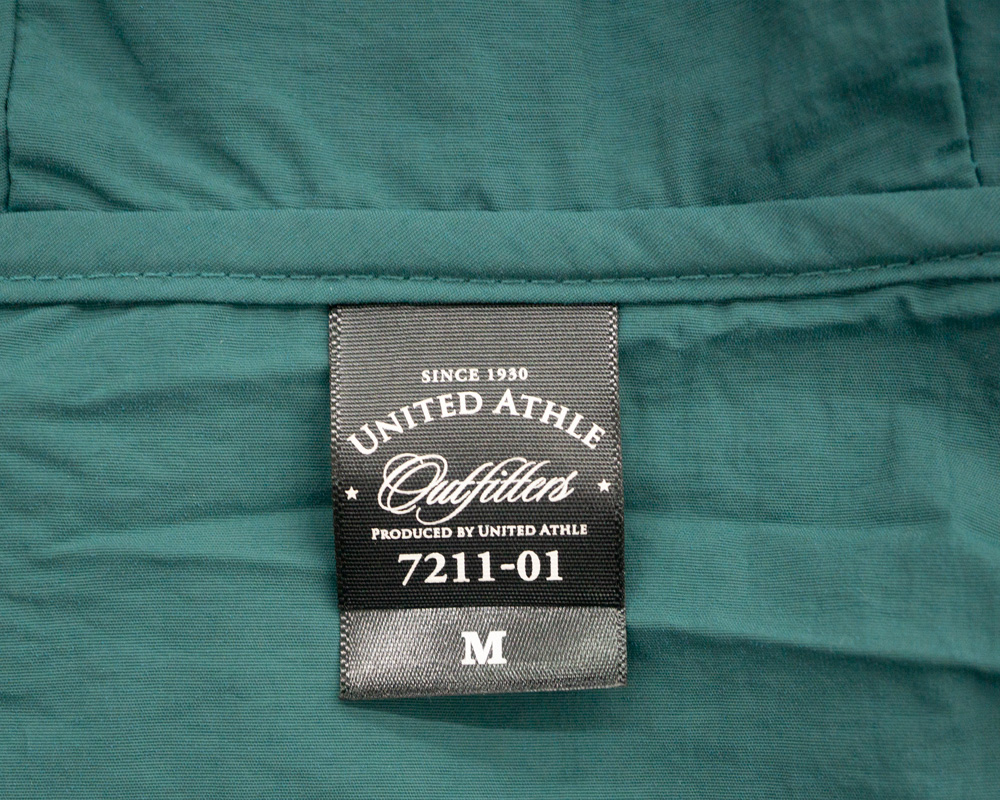 SINCE 1930
UNITED ATHLE
Outfitters
PRODUCED BY UNITED ATHLE
7211-01
M